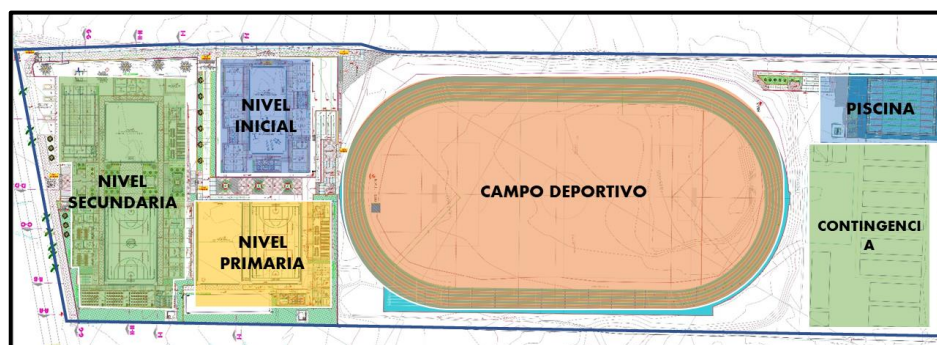 NIVEL
INICIAL
NIVEL
SECUNDARIA
NIVEL
PRIMARIA
CAMPO DEPORTIVO
PISCINA
CONTINGENCI
A